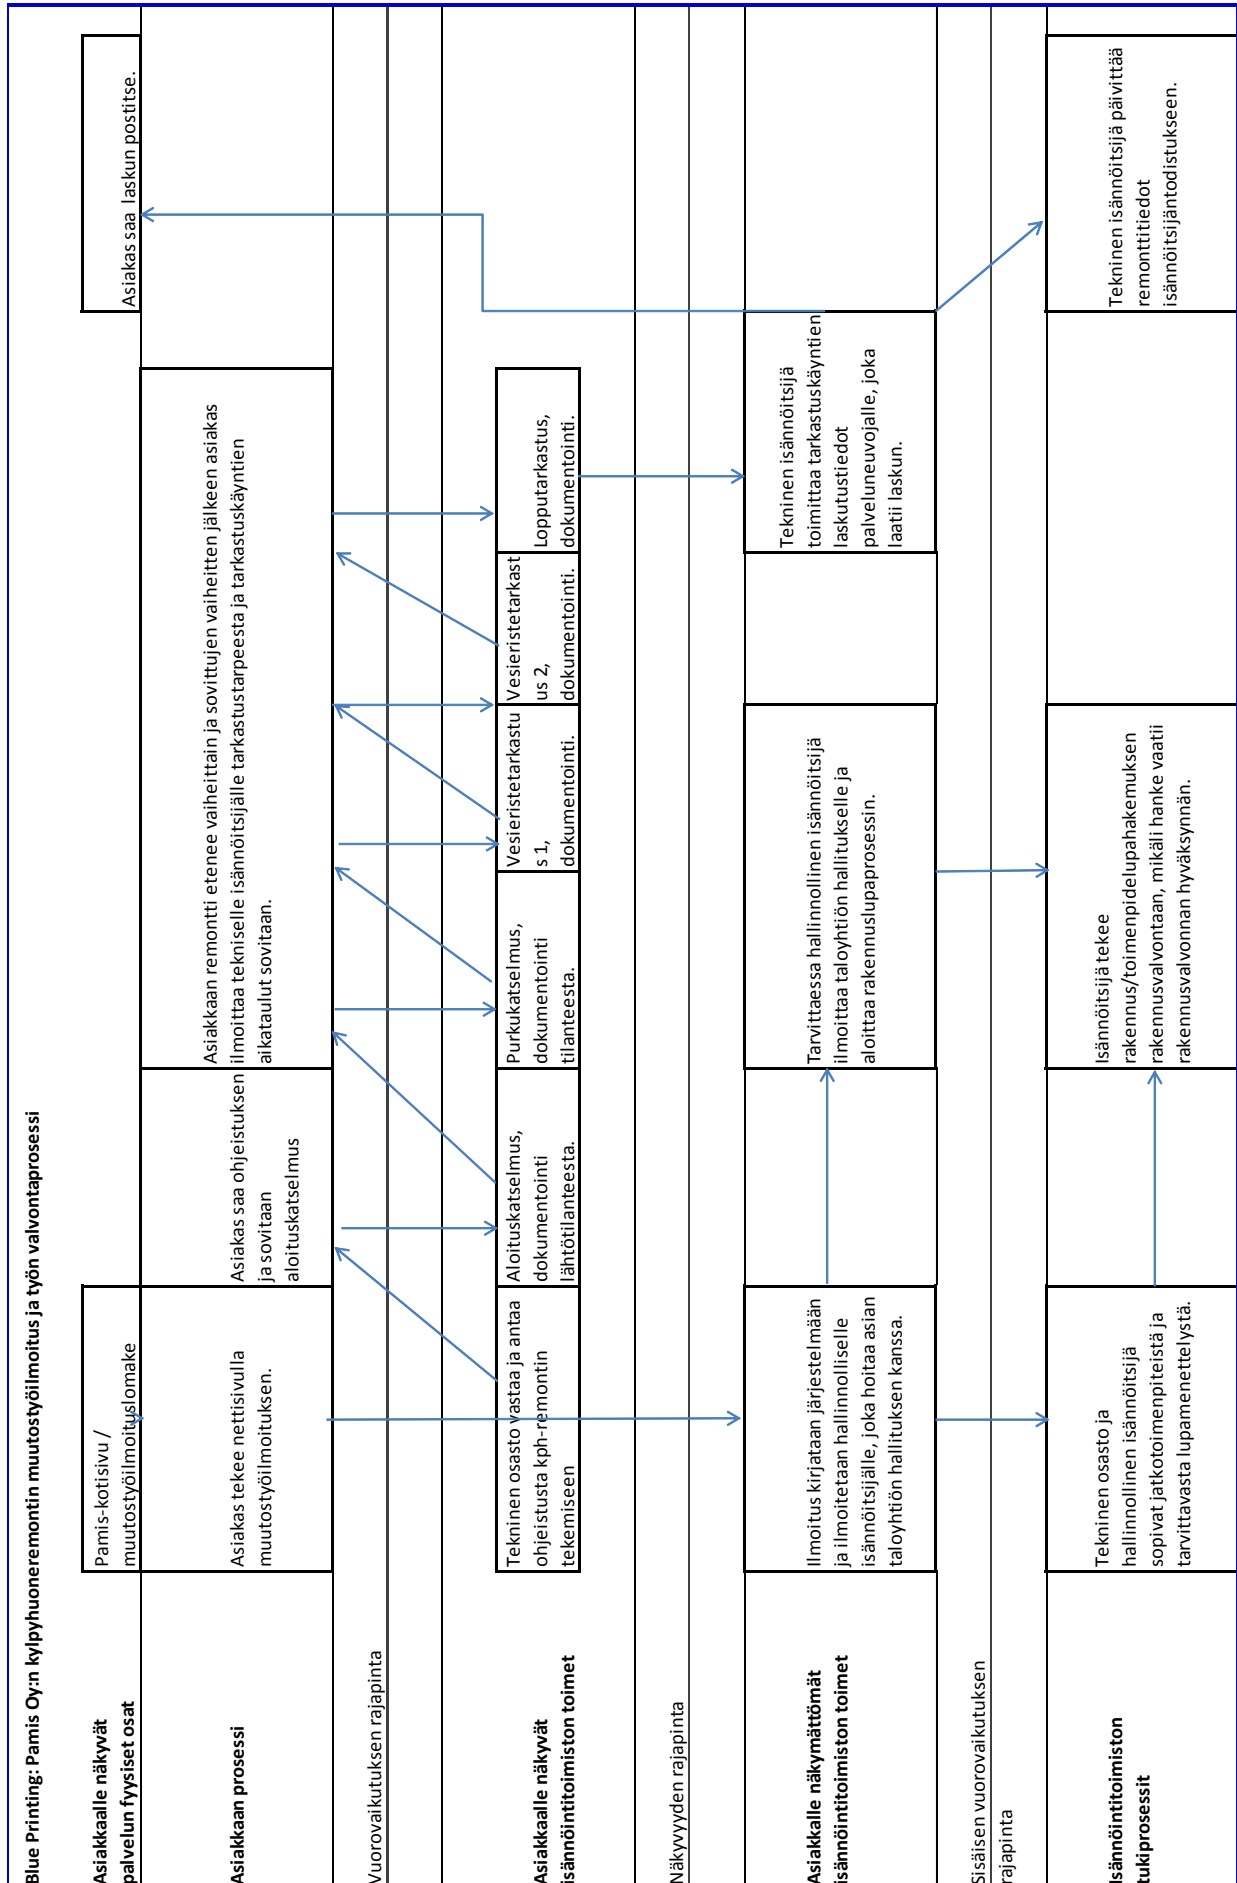 Blue Printing: Pamis Oy:n kylpyhuoneremontin muutostyöilmoitus ja työn valvontaprosessi
Asiakkaalle näkyvät
palvelun fyysiset osat
Pamis-kotisivu /
muutostyöilmoituslomake
Asiakas saa laskun postitse.
Asiakkaan prosessi
Asiakas tekee nettisivulla
muutostyöilmoituksen.
Asiakas saa ohjeistuksen
ja sovitaan
aloituskatselmus
Asiakkaan remontti etenee vaiheittain ja sovittujen vaiheitten jälkeen asiakas
ilmoittaa tekniselle isännöitsijälle tarkastustarpeesta ja tarkastuskäyntien
aikataulut sovitaan.
Vuorovaikutuksen rajapinta
Asiakkaalle näkyvät
isännöintitoimiston toimet
Tekninen osasto vastaa ja antaa
ohjeistusta kph-remontin
tekemiseen
Aloituskatselmus,
dokumentointi
lähtötilanteesta.
Purkukatselmus,
dokumentointi
tilanteesta.
Vesieristetarkastu
s 1,
dokumentointi.
Vesieristetarkast
us 2,
dokumentointi.
Lopputarkastus,
dokumentointi.
Näkyvyyden rajapinta
Asiakkalle näkymättömät
isännöintitoimiston toimet
Ilmoitus kirjataan järjestelmään
ja ilmoitetaan hallinnolliselle
isännöitsijälle, joka hoitaa asian
taloyhtiön hallituksen kanssa.
Tarvittaessa hallinnollinen isännöitsijä
ilmoittaa taloyhtiön hallitukselle ja
aloittaa rakennuslupaprosessin.
Tekninen isännöitsijä
toimittaa tarkastuskäyntien
laskutustiedot
palveluneuvojalle, joka
laatii laskun.
Sisäisen vuorovaikutuksen
rajapinta
Isännöintitoimiston
tukiprosessit
Tekninen osasto ja
hallinnollinen isännöitsijä
sopivat jatkotoimenpiteistä ja
tarvittavasta lupamenettelystä.
Isännöitsijä tekee
rakennus/toimenpidelupahakemuksen
rakennusvalvontaan, mikäli hanke vaatii
rakennusvalvonnan hyväksynnän.
Tekninen isännöitsijä päivittää
remonttitiedot
isännöitsijäntodistukseen.